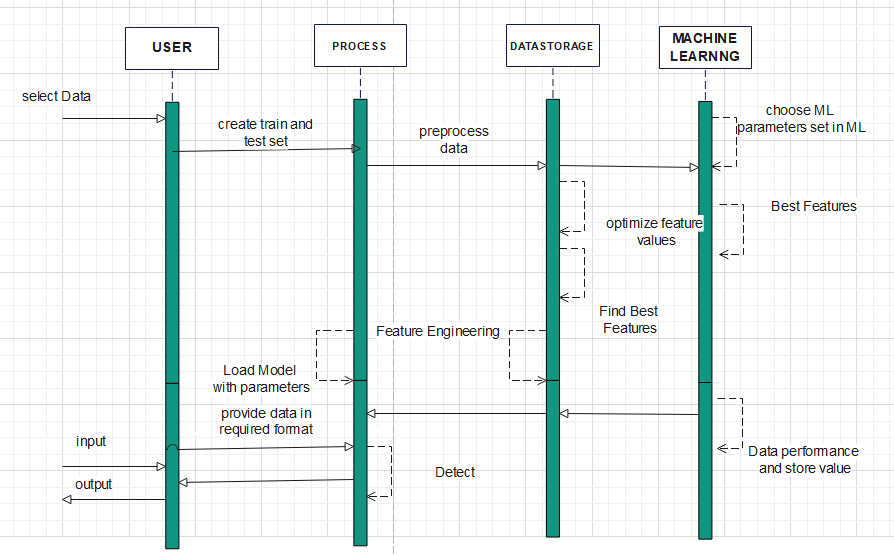 USER
PROCESS
DATASTORAGE
MACHINE
LEARNNG
select Data
create train and
test set
preprocess
data
choose ML
parameters set in ML
Best Features
optimize feature
values
Find Best
Features
Feature Engineering
Load Model
with parameters
provide data in
required format
input
Data performance
and store value
Detect
output